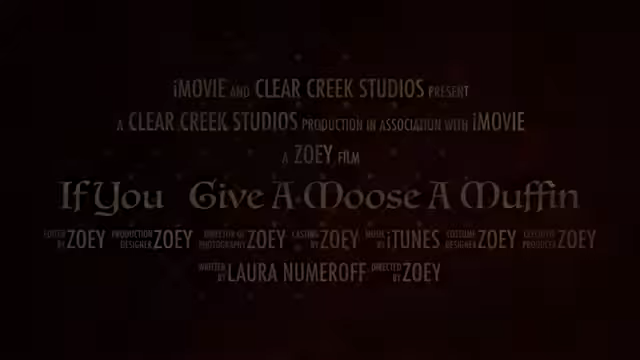 iMOVIE AND CLEAR CREEK STUDIOS PRESENT
A CLEAR CREEK STUDIOS PRODUCTION IN ASSOCIATION WITH iMOVIE
A ZOEY FILM
If You Give A Moose A Muffin
EDITED BY ZOEY PRODUCTION DESIGNER ZOEY DIRECTOR OF PHOTOGRAPHY ZOEY CASTING BY ZOEY MUSIC BY iTUNES COSTUME DESIGNER ZOEY EXECUTIVE PRODUCER ZOEY
WRITTEN BY LAURA NUMEROFF DIRECTED BY ZOEY